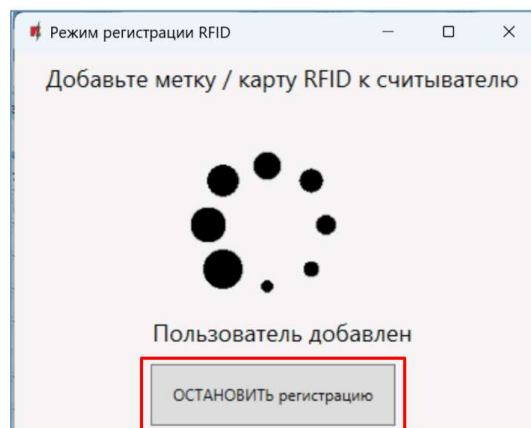 Режим регистрации RFID
Добавьте метку / карту RFID к считывателю
Пользователь добавлен
ОСТАНОВИТЬ регистрацию